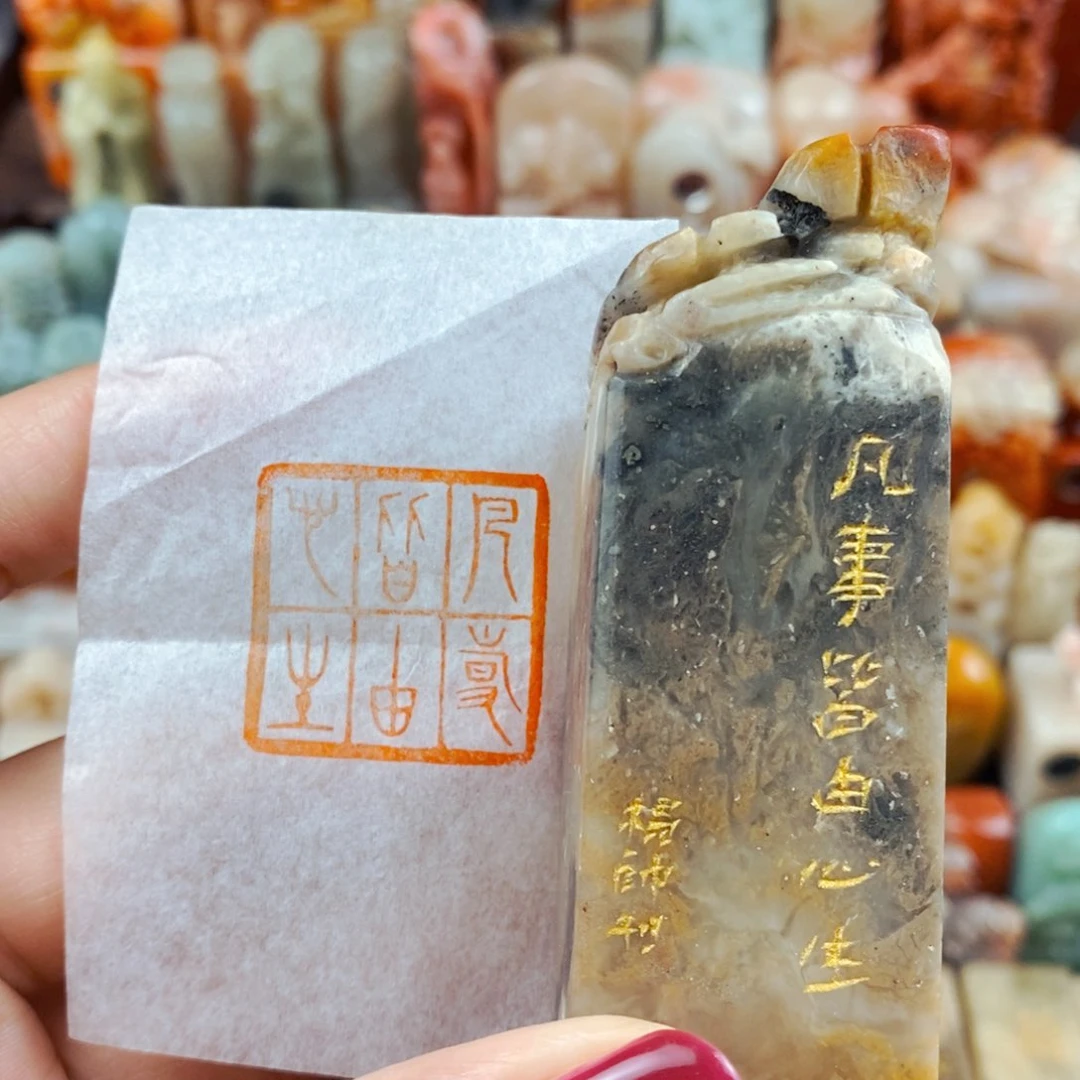 凡事皆由心生
楊師刊
凡事
皆由
心生